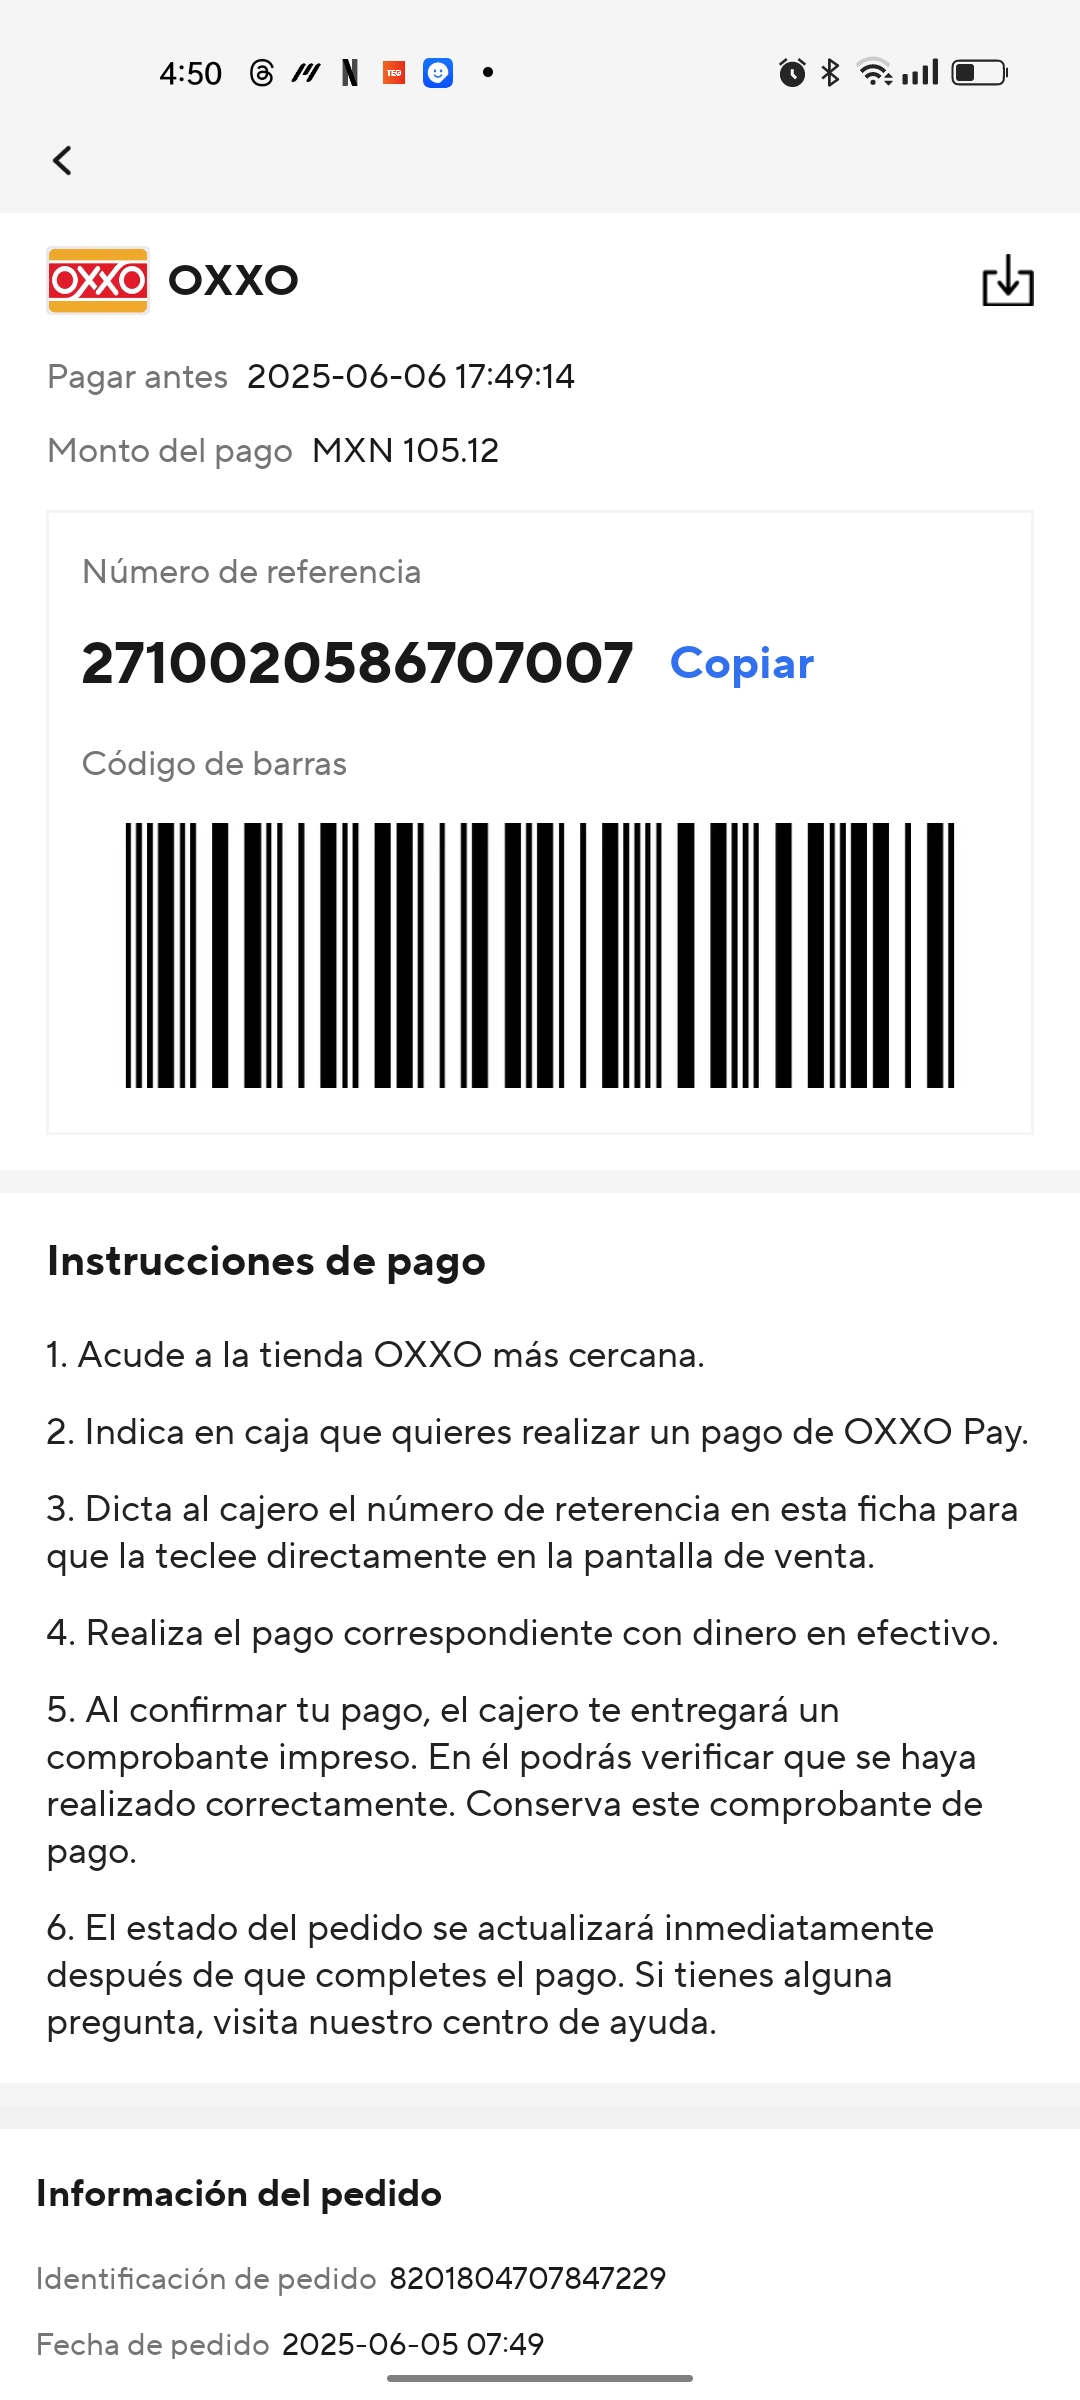 4:50
OXXO OXXO
Pagar antes 2025-06-06 17:49:14
Monto del pago MXN 105.12
Número de referencia
2710020586707007 Copiar
Código de barras
Instrucciones de pago
1. Acude a la tienda OXXO más cercana.
2. Indica en caja que quieres realizar un pago de OXXO Pay.
3. Dicta al cajero el número de reterencia en esta ficha para
que la teclee directamente en la pantalla de venta.
4. Realiza el pago correspondiente con dinero en efectivo.
5. Al confirmar tu pago, el cajero te entregará un
comprobante impreso. En él podrás verificar que se haya
realizado correctamente. Conserva este comprobante de
pago.
6. El estado del pedido se actualizará inmediatamente
después de que completes el pago. Si tienes alguna
pregunta, visita nuestro centro de ayuda.
Información del pedido
Identificación de pedido 8201804707847229
Fecha de pedido 2025-06-05 07:49